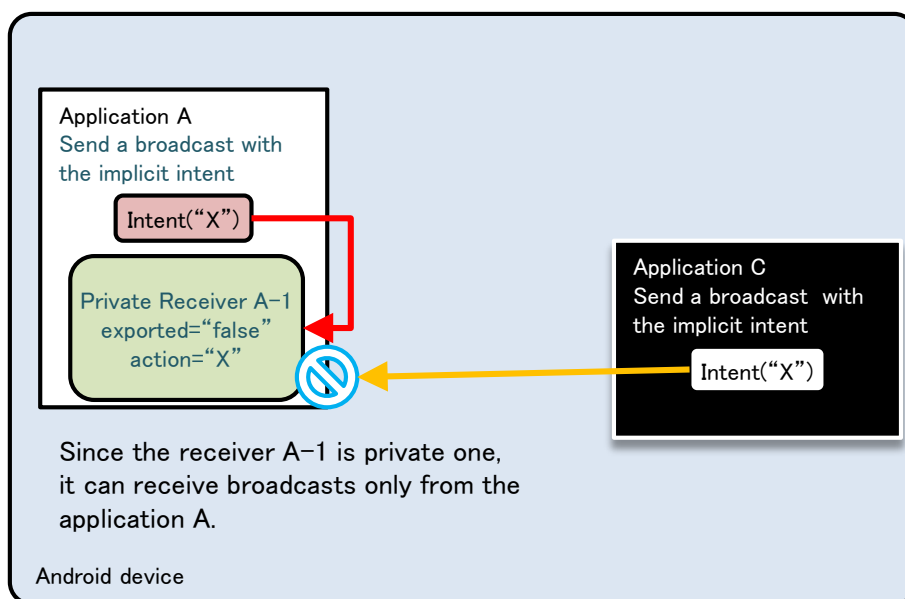 Application A
Send a broadcast with
the implicit intent
Intent(“X”)
Private Receiver A-1
exported=“false”
action=“X”
Application C
Send a broadcast  with
the implicit intent
Intent(“X”)
Since the receiver A-1 is private one,
it can receive broadcasts only from the
application A.
Android device